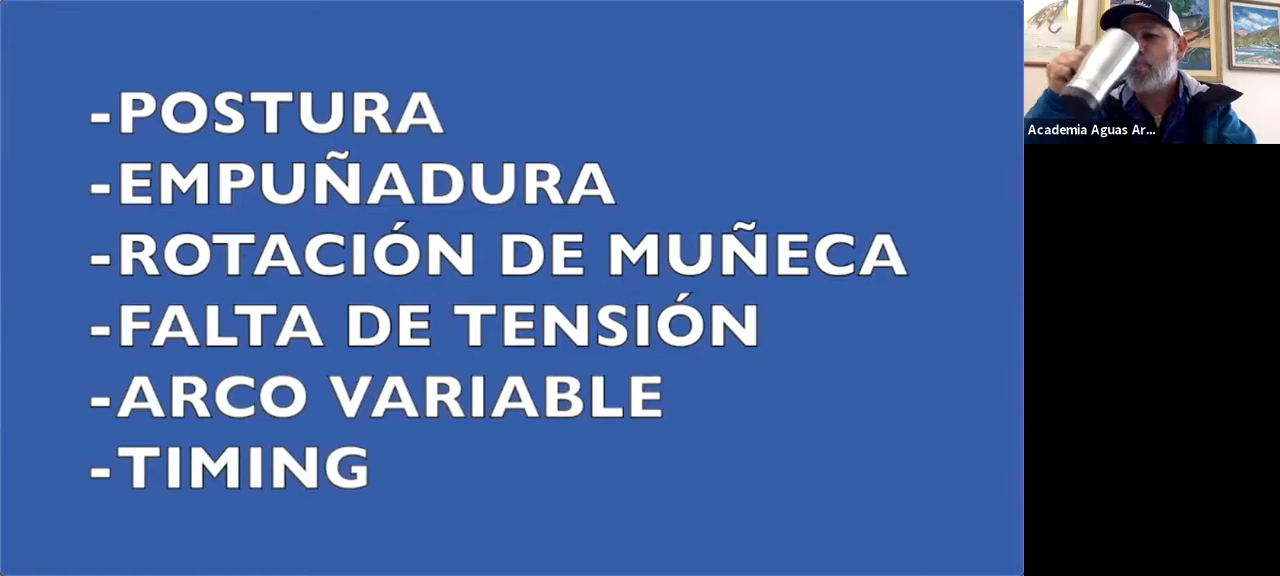 -POSTURA
-EMPUÑADURA
-ROTACIÓN DE MUÑECA
-FALTA DE TENSIÓN
-ARCO VARIABLE
-TIMING
Academia Aguas Ar...